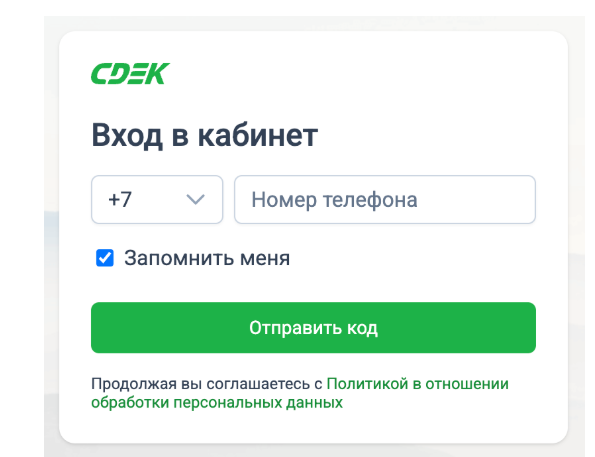 CDEK
Вход в кабинет
+7
Номер телефона
Запомнить меня
Отправить код
Продолжая вы соглашаетесь с Политикой в отношении
обработки персональных данных